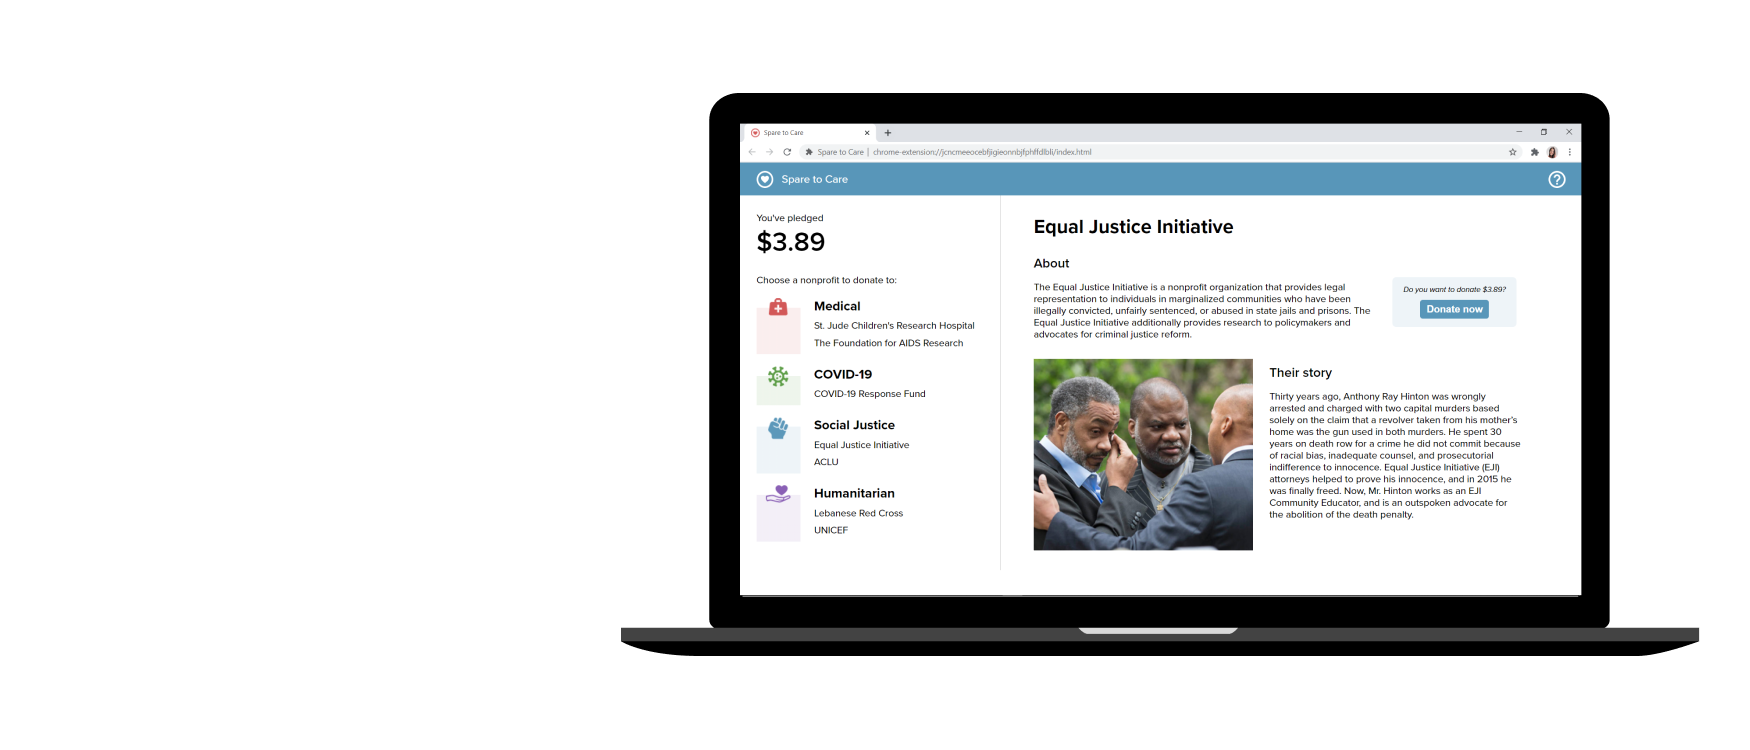 Spare to Care
Spare to Care | chrome-extension://jcncmeeocebfjigieonnbjfphffdlbli/index.html
Spare to Care
You've pledged
$3.89
Choose a nonprofit to donate to:
Medical
St. Jude Children's Research Hospital
The Foundation for AIDS Research
COVID-19
COVID-19 Response Fund
Social Justice
Equal Justice Initiative
ACLU
Humanitarian
Lebanese Red Cross
UNICEF
Equal Justice Initiative
About
The Equal Justice Initiative is a nonprofit organization that provides legal
representation to individuals in marginalized communities who have been
illegally convicted, unfairly sentenced, or abused in state jails and prisons. The
Equal Justice Initiative additionally provides research to policymakers and
advocates for criminal justice reform.
Do you want to donate $3.89?
Donate now
Their story
Thirty years ago, Anthony Ray Hinton was wrongly
arrested and charged with two capital murders based
solely on the claim that a revolver taken from his mother's
home was the gun used in both murders. He spent 30
years on death row for a crime he did not commit because
of racial bias, inadequate counsel, and prosecutorial
indifference to innocence. Equal Justice Initiative (EJI)
attorneys helped to prove his innocence, and in 2015 he
was finally freed. Now, Mr. Hinton works as an EJI
Community Educator, and is an outspoken advocate for
the abolition of the death penalty.